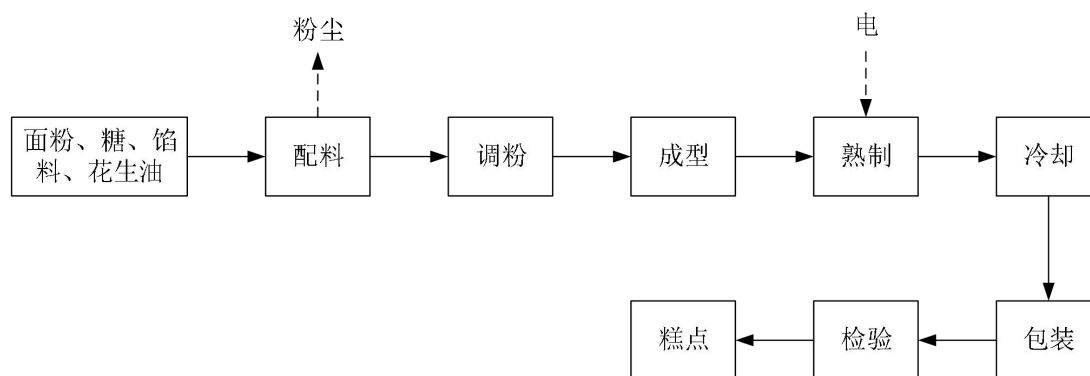 粉尘
电
面粉、糖、馅
料、花生油
配料
调粉
成型
熟制
冷却
包装
检验
糕点